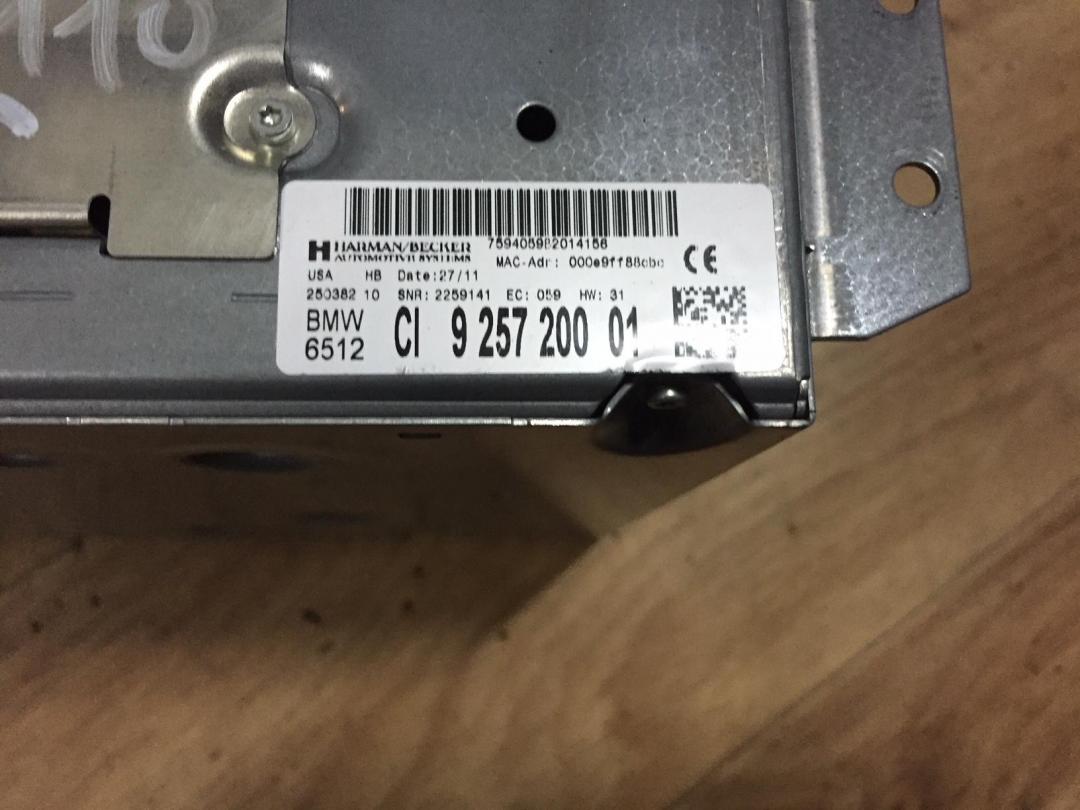 110
759405982014156
HARMAN/BECKER
AUTOMOTIVE SYSTEMS
MAC-Adr: 000e9ff88cbc
CE
USA HB Date:27/11
250382 10 SNR: 2259141 EC: 059 HW: 31
BMW
6512
CI 9 257 200 01